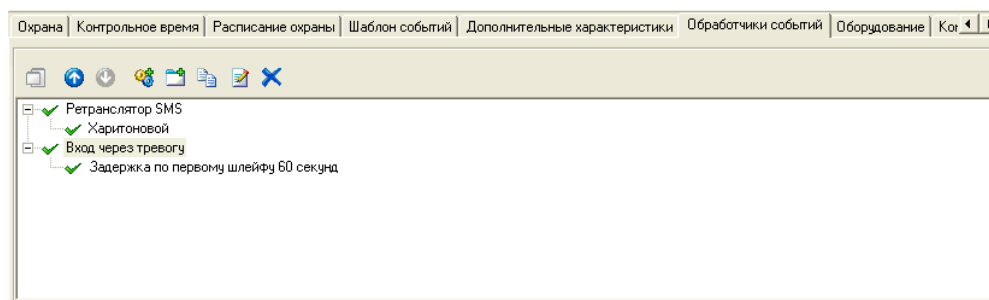 Охрана Контрольное время Расписание охраны Шаблон событий Дополнительные характеристики Обработчики событий Оборудование
Ретранслятор SMS
Харитоновой
Вход через тревогу
Задержка по первому шлейфу 60 секунд